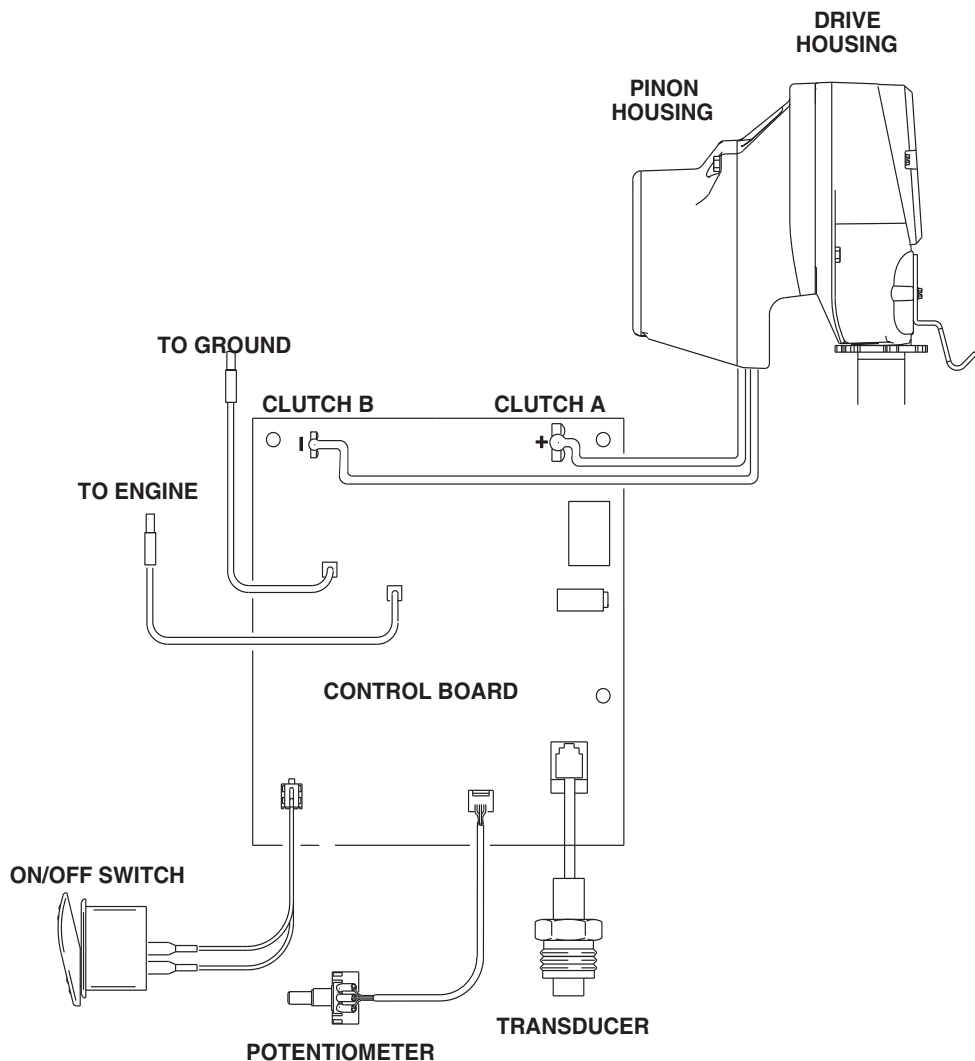 DRIVE
HOUSING
PINON
HOUSING
TO GROUND
CLUTCH B
CLUTCH A
–
+
TO ENGINE
CONTROL BOARD
ON/OFF SWITCH
TRANSDUCER
POTENTIOMETER